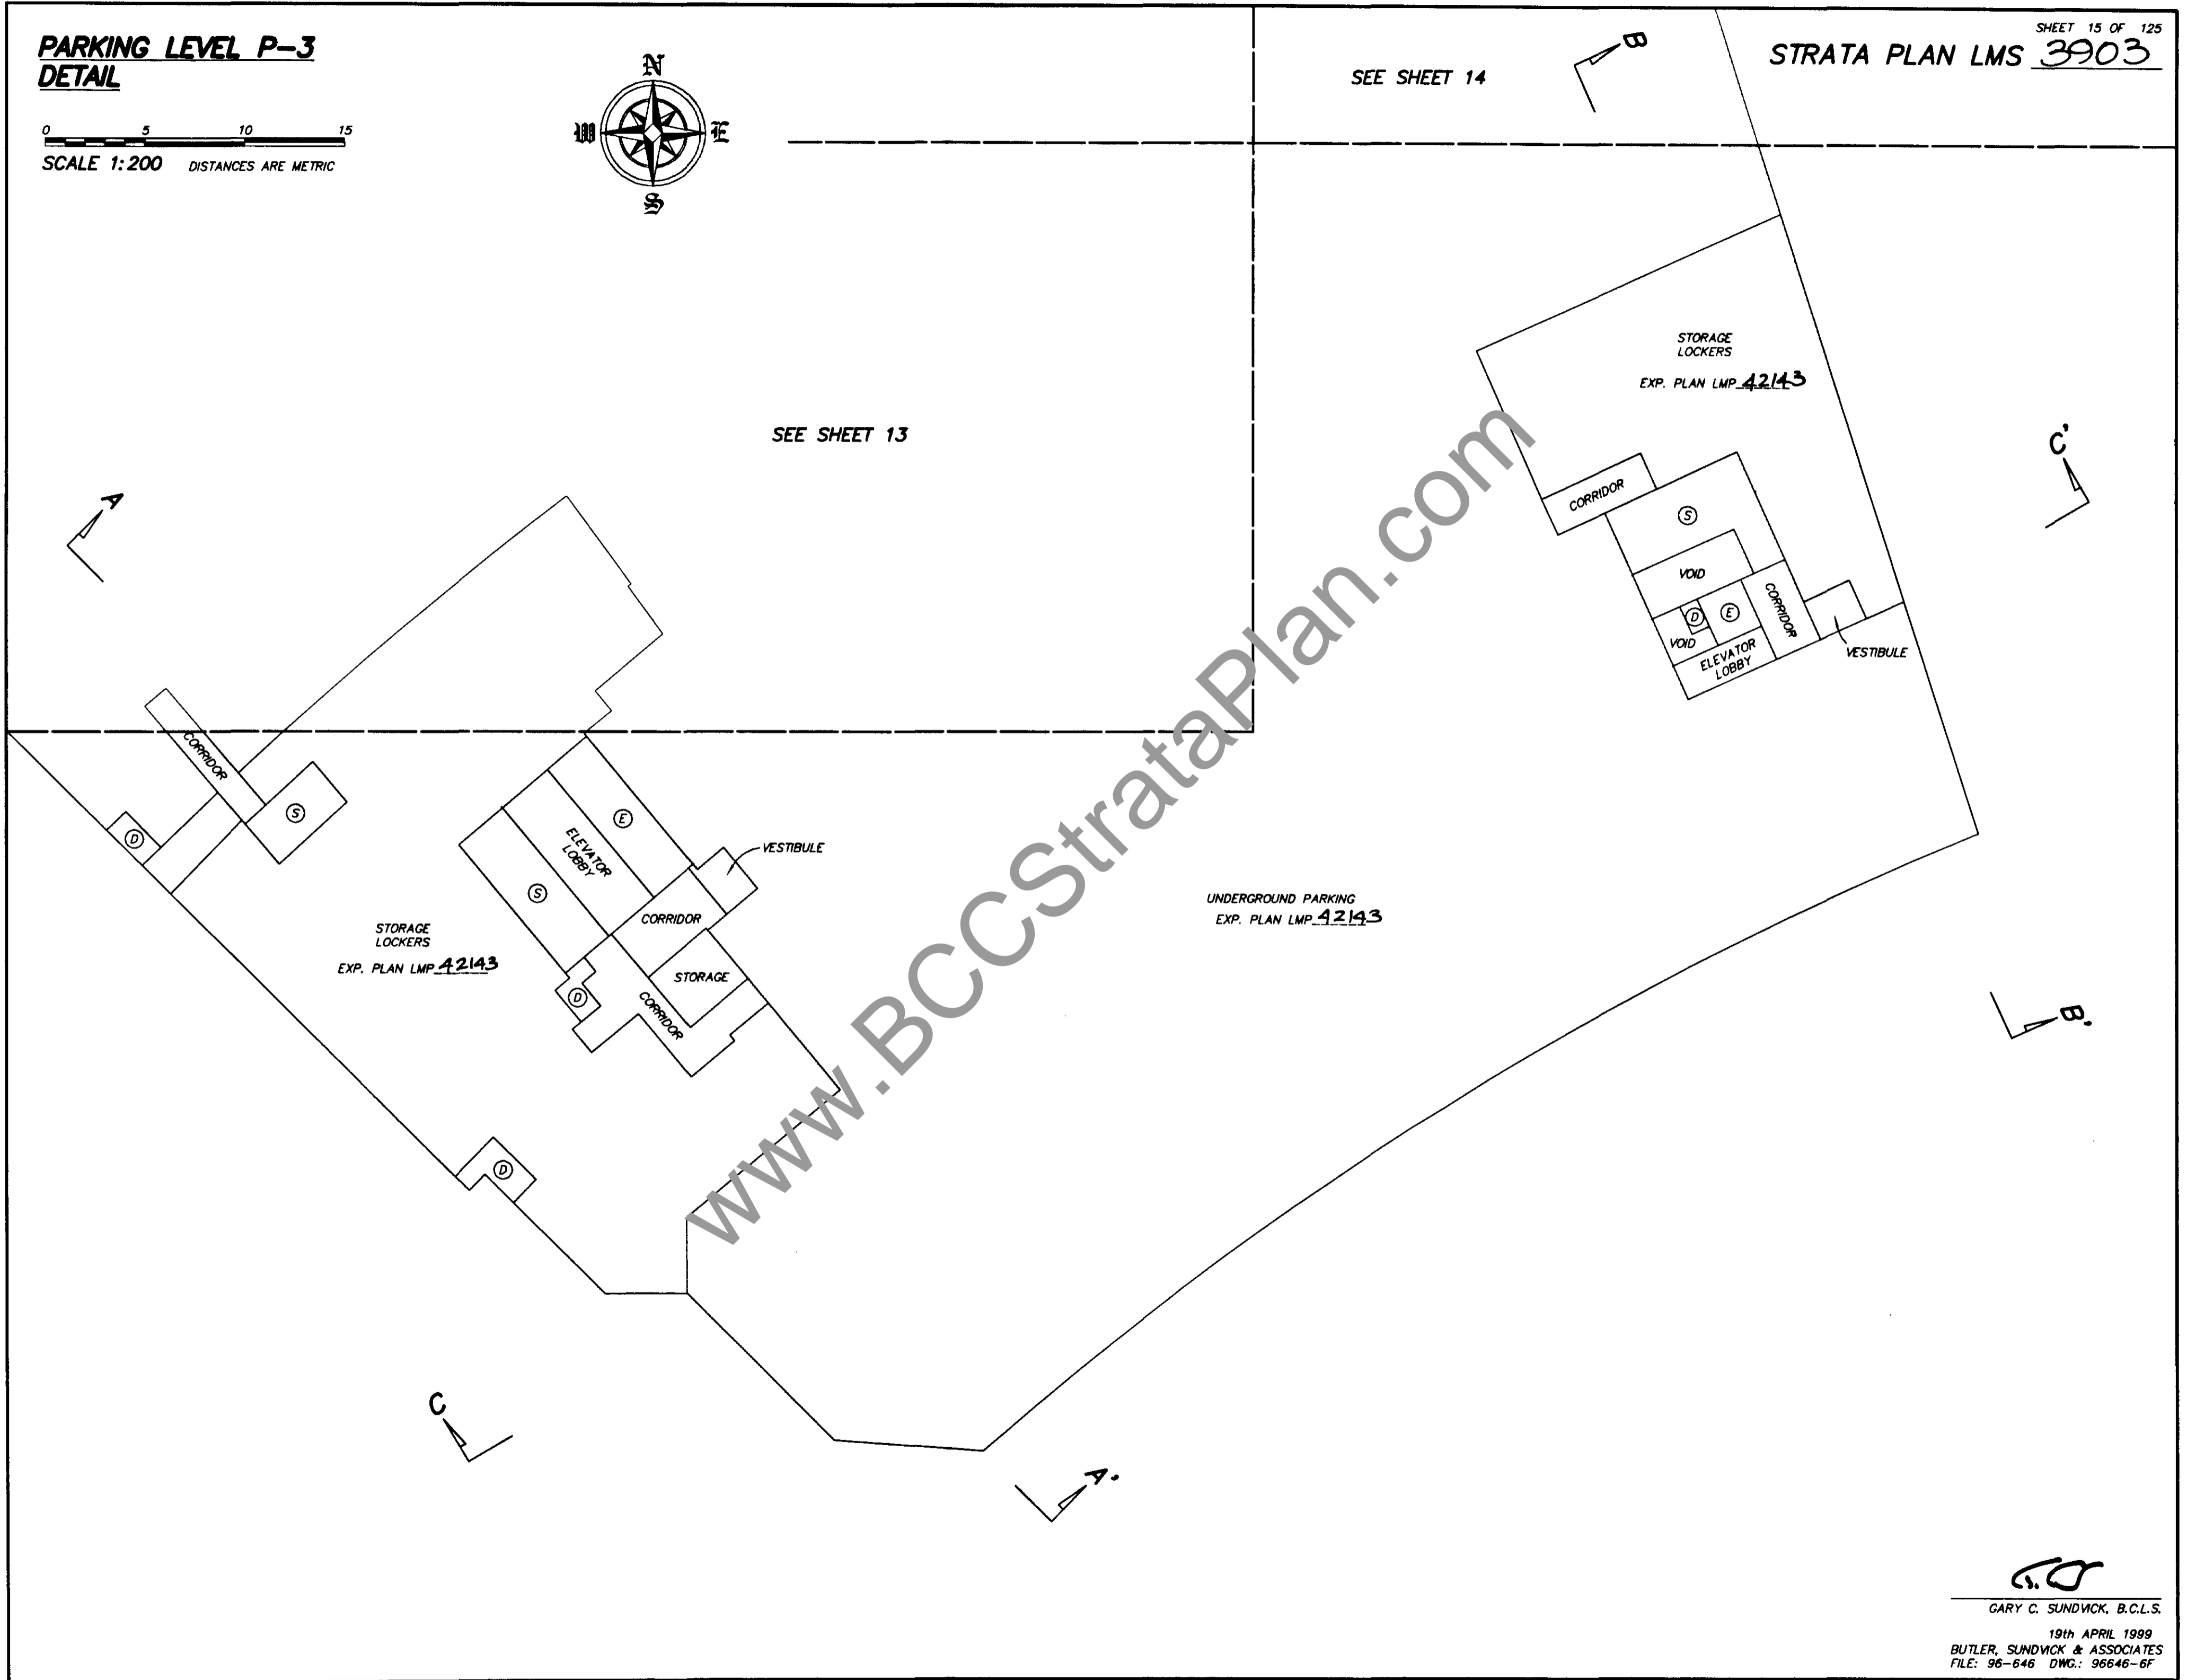 PARKING LEVEL P-3
DETAIL
0 5 10 15
SCALE 1:200 DISTANCES ARE METRIC
N
W E
S
SHEET 15 OF 125
STRATA PLAN LMS 3903
SEE SHEET 14
B
SEE SHEET 13
A
STORAGE
LOCKERS
EXP. PLAN LMP 42143
C'
CORRIDOR
S
VOID
D
E
CORRIDOR
VOID
ELEVATOR
LOBBY
VESTIBULE
CORRIDOR
S
D
E
ELEVATOR
LOBBY
S
VESTIBULE
CORRIDOR
STORAGE
D
CORRIDOR
STORAGE
LOCKERS
EXP. PLAN LMP 42143
UNDERGROUND PARKING
EXP. PLAN LMP 42143
B'
D
C
A'
www.BCCStrataPlan.com
GARY C. SUNDVICK, B.C.L.S.
19th APRIL 1999
BUTLER, SUNDVICK & ASSOCIATES
FILE: 96-646 DWG.: 96646-6F